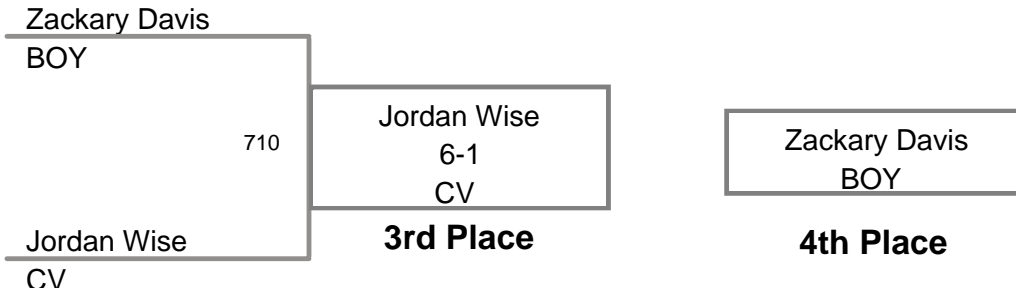 Zackary Davis
BOY
710
Jordan Wise
6-1
CV
3rd Place
Zackary Davis
BOY
4th Place
Jordan Wise
CV